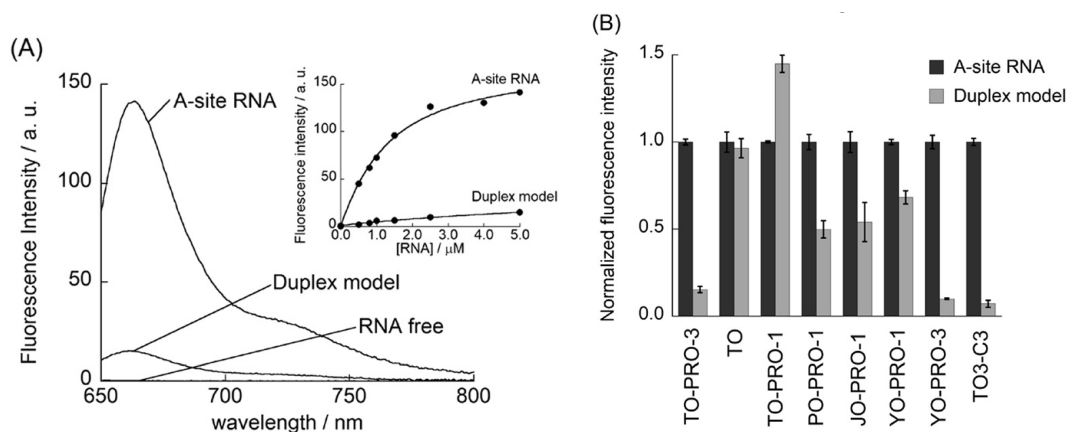 (A)
Fluorescence Intensity / a. u.
150
100
50
0
650
700
750
800
wavelength / nm
A-site RNA
Duplex model
RNA free
Fluorescence intensity / a. u.
150
100
50
0
0.0
1.0
2.0
3.0
4.0
5.0
[RNA] / μM
A-site RNA
Duplex model
(B)
Normalized fluorescence intensity
1.5
1.0
0.5
0.0
A-site RNA
Duplex model
TO-PRO-3
TO
TO-PRO-1
PO-PRO-1
JO-PRO-1
YO-PRO-1
YO-PRO-3
TO3-C3